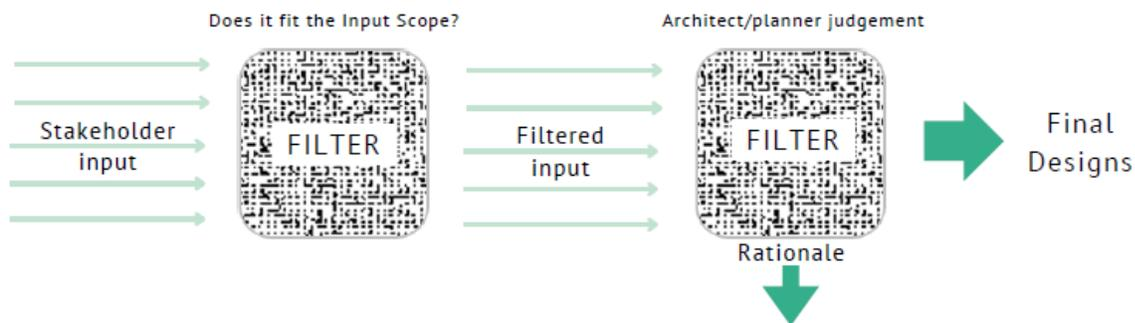 Does it fit the Input Scope?
Architect/planner judgement
Stakeholder
input
FILTER
Filtered
input
FILTER
Final
Designs
Rationale